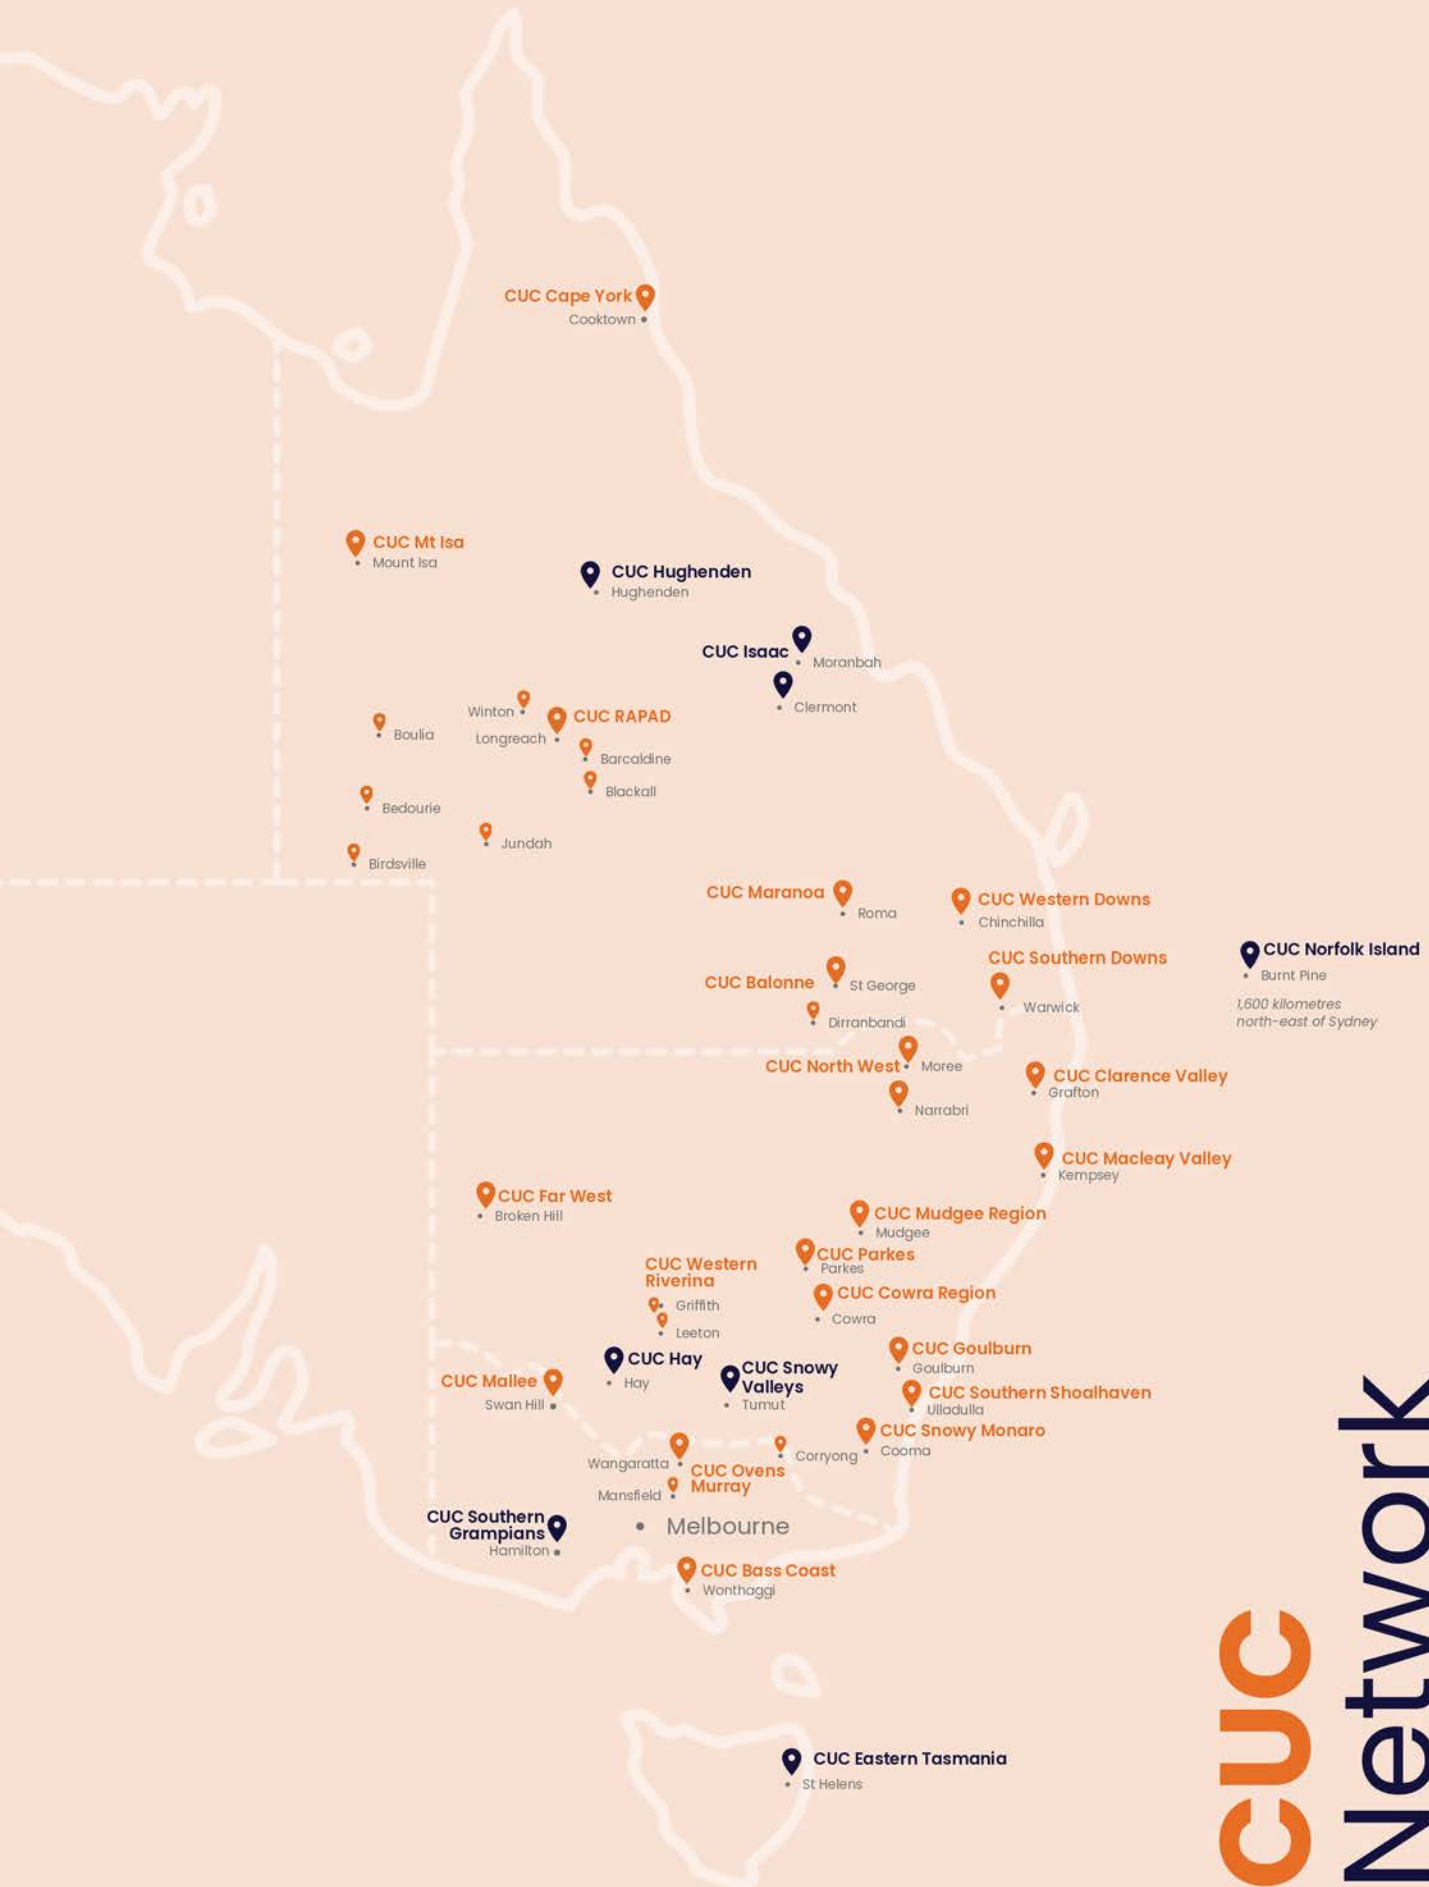 CUC Cape York
Cooktown
CUC Mt Isa
Mount Isa
CUC Hughenden
Hughenden
CUC Isaac
Moranbah
Clermont
Winton
CUC RAPAD
Longreach
Boulia
Barcaldine
Blackall
Bedourie
Jundah
Birdsville
CUC Maranoa
Roma
CUC Western Downs
Chinchilla
CUC Southern Downs
Warwick
CUC Norfolk Island
Burnt Pine
1,600 kilometres
north-east of Sydney
CUC Balonne
St George
Dirranbandi
CUC North West
Moree
Narrabri
CUC Clarence Valley
Grafton
CUC Macleay Valley
Kempsey
CUC Far West
Broken Hill
CUC Mudgee Region
Mudgee
CUC Parkes
Parkes
CUC Western
Riverina
Griffith
Leeton
CUC Cowra Region
Cowra
CUC Goulburn
Goulburn
CUC Hay
Hay
CUC Snowy
Valleys
Tumut
CUC Mallee
Swan Hill
CUC Southern Shoalhaven
Ulladulla
CUC Snowy Monaro
Cooma
Corryong
Wangaratta
CUC Ovens
Murray
Mansfield
Melbourne
CUC Southern
Grampians
Hamilton
CUC Bass Coast
Wonthaggi
CUC Eastern Tasmania
St Helens
CUC
Network